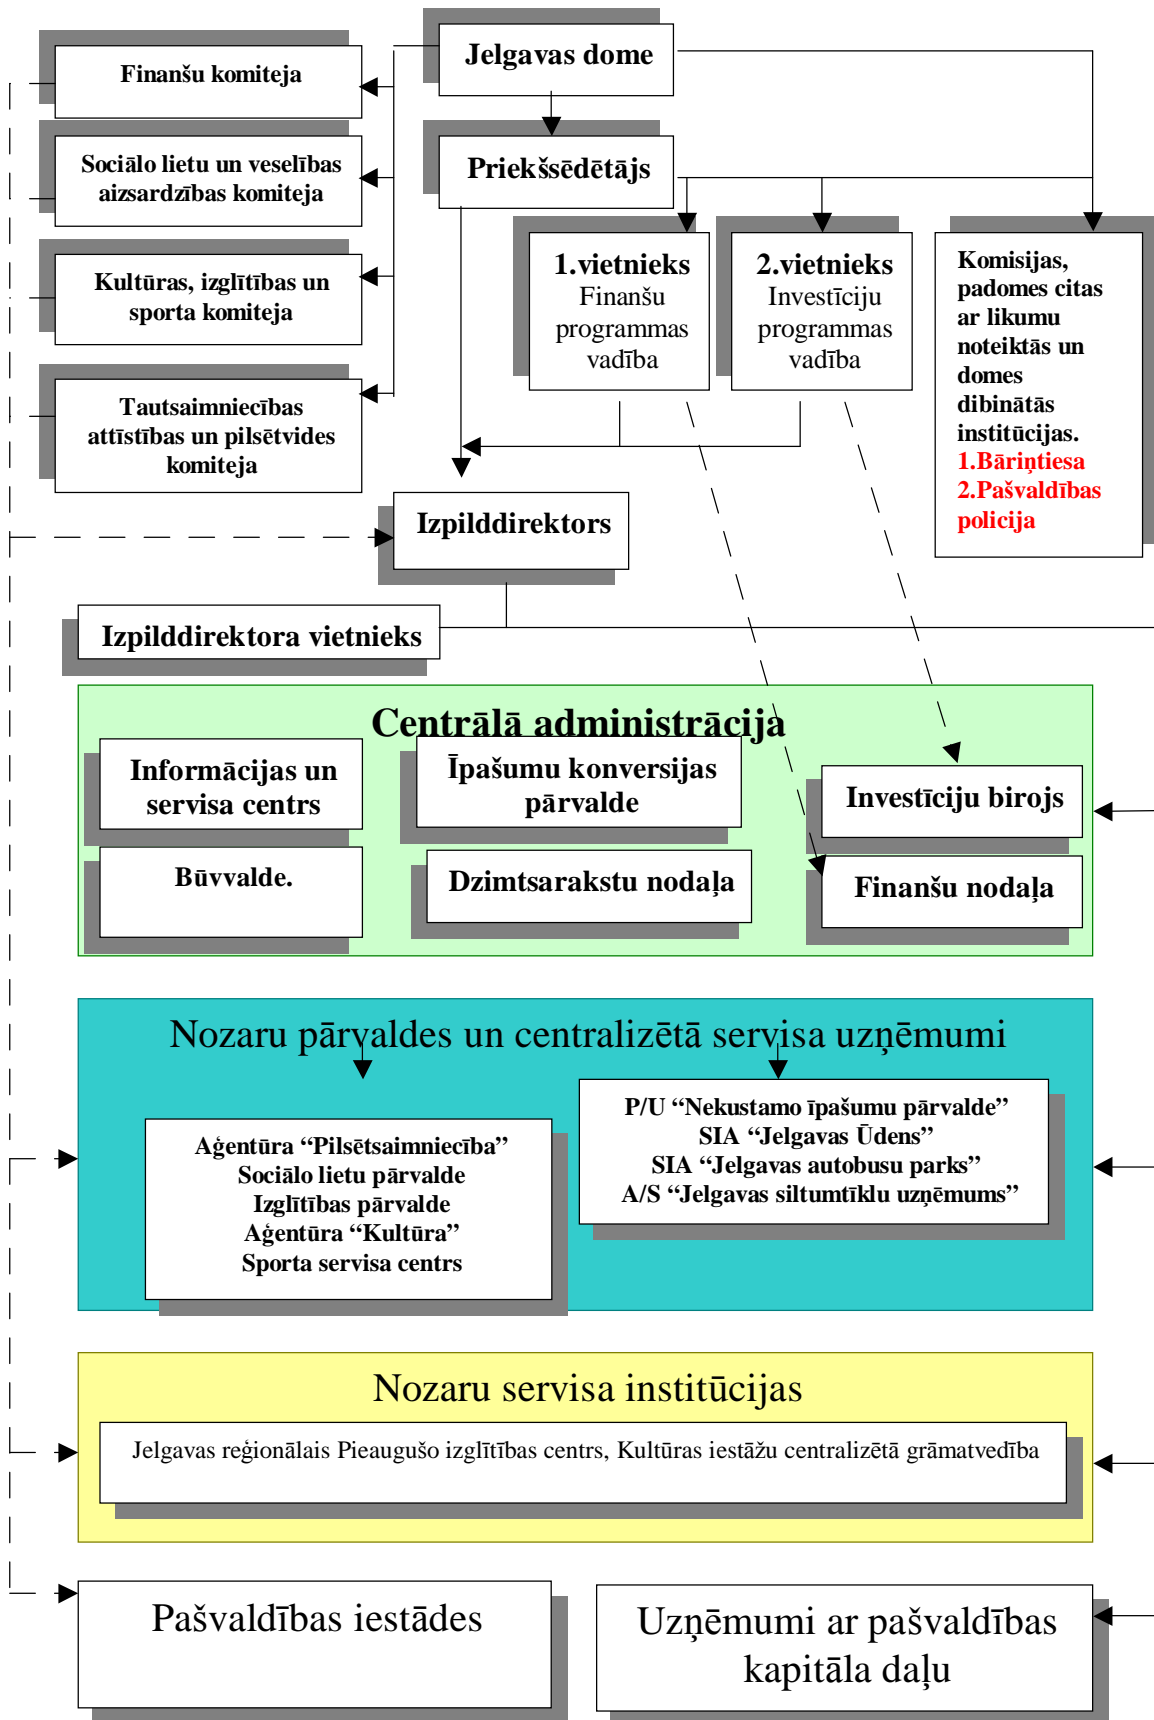 Jelgavas dome
Finanšu komiteja
Priekšsēdētājs
Sociālo lietu un veselības
aizsardzības komiteja
Kultūras, izglītības un
sporta komiteja
Tautsaimniecības
attīstības un pilsētvides
komiteja
1.vietnieks
Finanšu
programmas
vadība
2.vietnieks
Investīciju
programmas
vadība
Komisijas,
padomes citas
ar likumu
noteiktās un
domes
dibinātās
institūcijas.
1.Bāriņtiesa
2.Pašvaldības
policija
Izpilddirektors
Izpilddirektora vietnieks
Centrālā administrācija
Informācijas un
servisa centrs
Īpašumu konversijas
pārvalde
Investīciju birojs
Būvvalde.
Dzimtsarakstu nodaļa
Finanšu nodaļa
Nozaru pārvaldes un centralizētā servisa uzņēmumi
Aģentūra “Pilsētsaimniecība”
Sociālo lietu pārvalde
Izglītības pārvalde
Aģentūra “Kultūra”
Sporta servisa centrs
P/U “Nekustamo īpašumu pārvalde”
SIA “Jelgavas Ūdens”
SIA “Jelgavas autobusu parks”
A/S “Jelgavas siltumtīklu uzņēmums”
Nozaru servisa institūcijas
Jelgavas reģionālais Pieaugušo izglītības centrs, Kultūras iestāžu centralizētā grāmatvedība
Pašvaldības iestādes
Uzņēmumi ar pašvaldības
kapitāla daļu